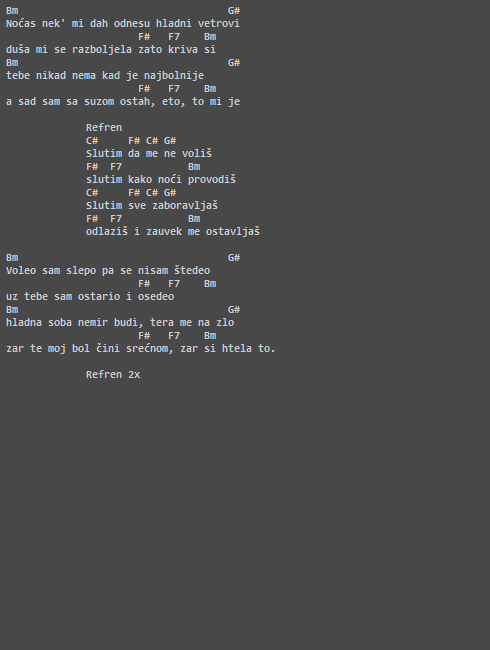 Bm                                   G#
Noćas nek' mi dah odnesu hladni vetrovi
                      F#   F7    Bm
duša mi se razboljela zato kriva si
Bm                                   G#
tebe nikad nema kad je najbolnije
                      F#   F7    Bm
a sad sam sa suzom ostah, eto, to mi je

Refren
C#     F# C# G#
Slutim da me ne voliš
F#  F7           Bm
slutim kako noći provodiš
C#     F# C# G#
Slutim sve zaboravljaš
F#  F7           Bm
odlaziš i zauvek me ostavljaš

Bm                                   G#
Voleo sam slepo pa se nisam štedeo
                      F#   F7    Bm
uz tebe sam ostario i osedeo
Bm                                   G#
hladna soba nemir budi, tera me na zlo
                      F#   F7    Bm
zar te moj bol čini srećnom, zar si htela to.

Refren 2x